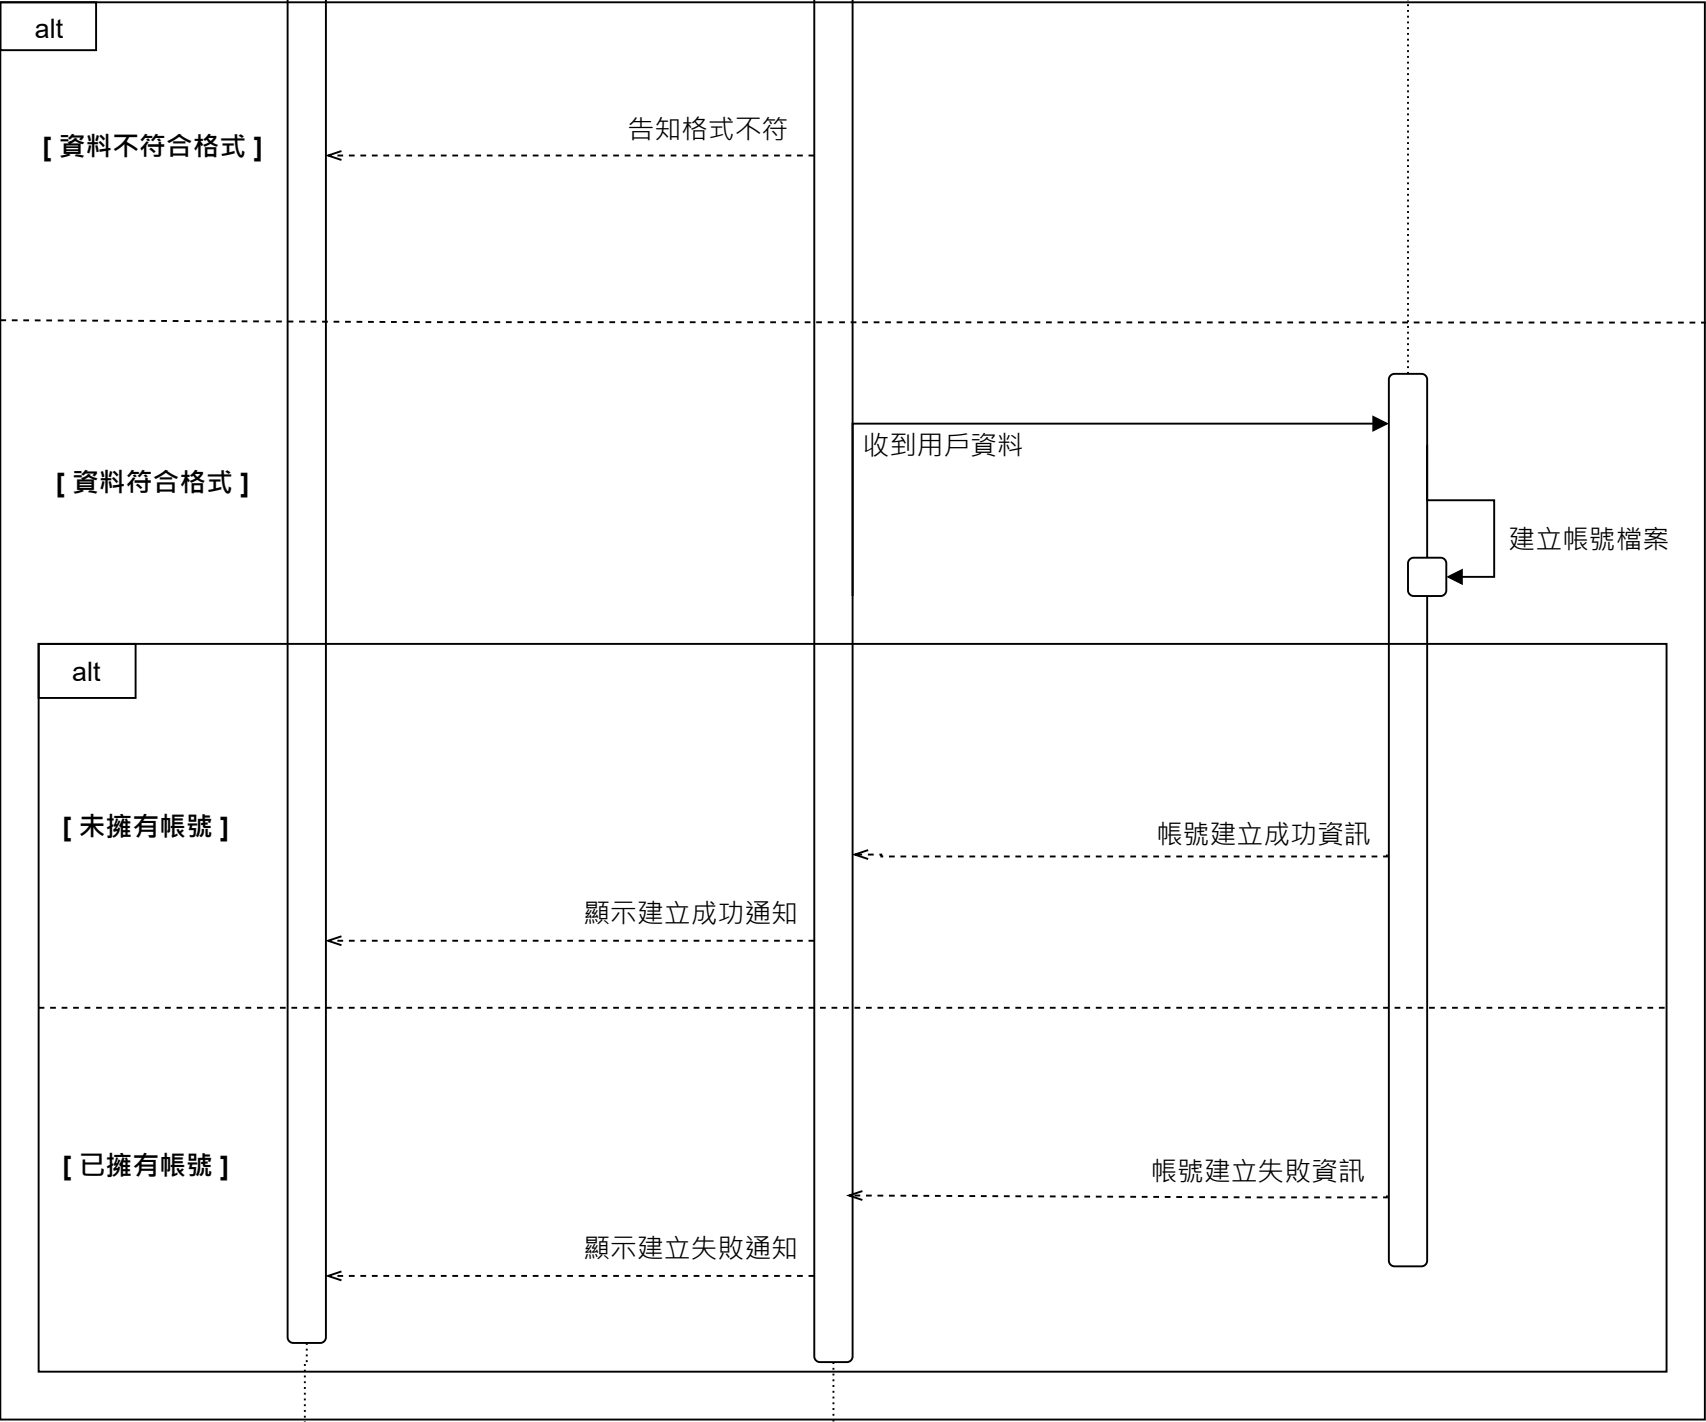 alt
告知格式不符
[ 資料不符合格式 ]
收到用戶資料
[ 資料符合格式 ]
建立帳號檔案
alt
[ 未擁有帳號 ]
帳號建立成功資訊
顯示建立成功通知
[ 已擁有帳號 ]
帳號建立失敗資訊
顯示建立失敗通知